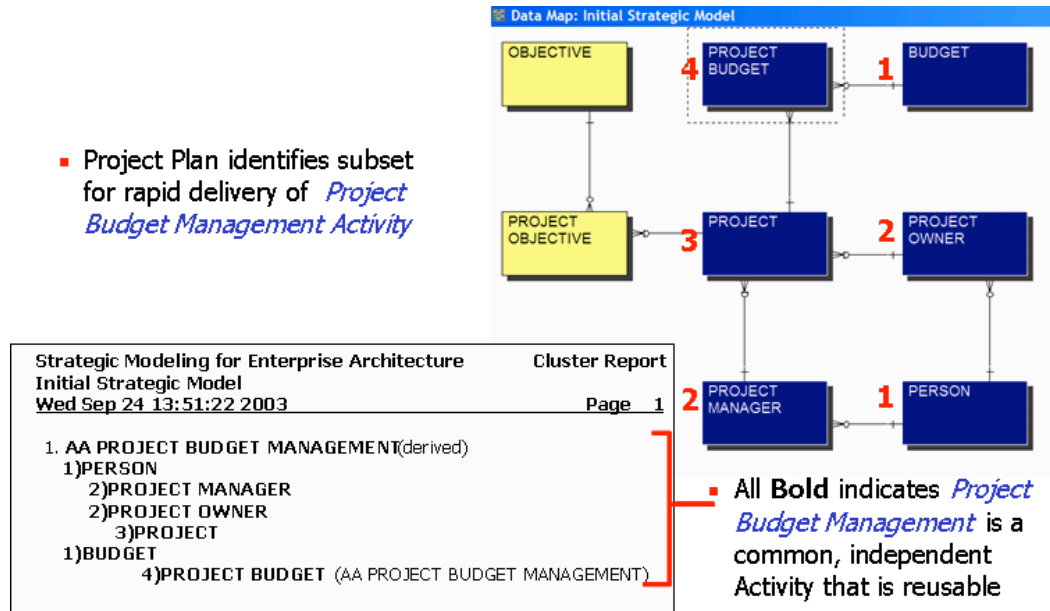 Data Map: Initial Strategic Model
OBJECTIVE
4
PROJECT
BUDGET
1
BUDGET
▪ Project Plan identifies subset
for rapid delivery of Project
Budget Management Activity
PROJECT
OBJECTIVE
3
PROJECT
2
PROJECT
OWNER
2
PROJECT
MANAGER
1
PERSON
Strategic Modeling for Enterprise Architecture Cluster Report
Initial Strategic Model
Wed Sep 24 13:51:22 2003 Page 1
1. AA PROJECT BUDGET MANAGEMENT(derived)
1)PERSON
2)PROJECT MANAGER
2)PROJECT OWNER
3)PROJECT
1)BUDGET
4)PROJECT BUDGET (AA PROJECT BUDGET MANAGEMENT)
▪ All Bold indicates Project
Budget Management is a
common, independent
Activity that is reusable